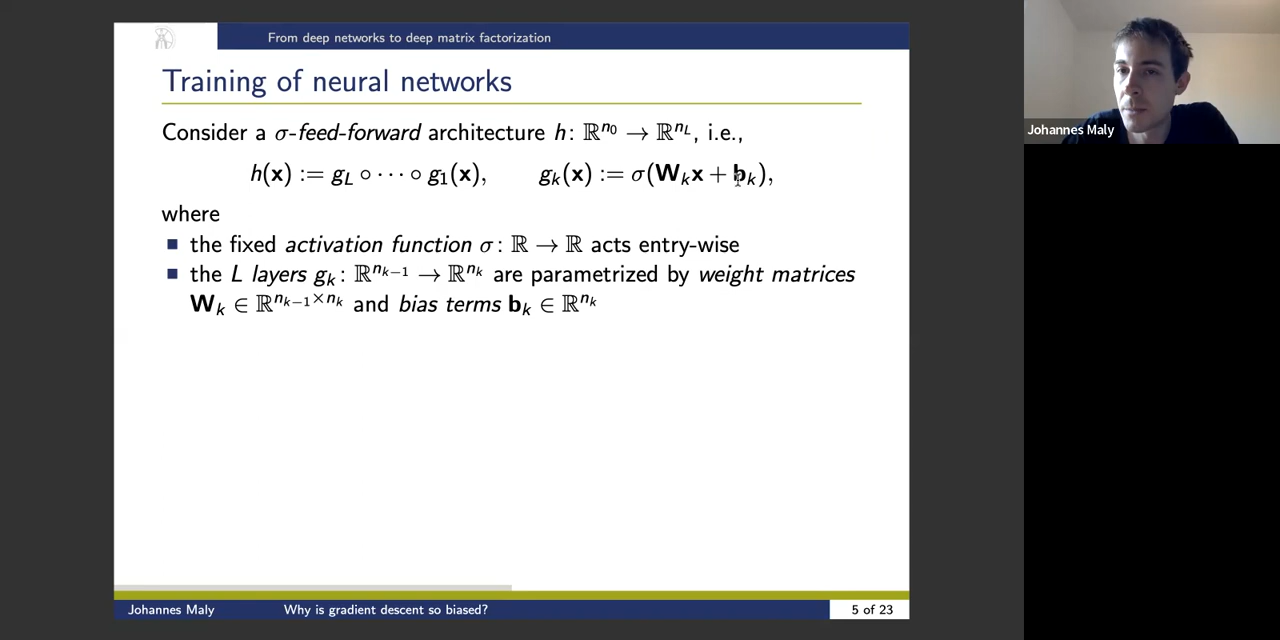 From deep networks to deep matrix factorization
Training of neural networks
Consider a σ-feed-forward architecture h: ℝ^{n_0} → ℝ^{n_L}, i.e.,
h(𝐱) := g_L ∘ ··· ∘ g_1(𝐱), g_k(𝐱) := σ(𝐖_k𝐱 + 𝐛_k),
where
■ the fixed activation function σ: ℝ → ℝ acts entry-wise
■ the L layers g_k: ℝ^{n_{k−1}} → ℝ^{n_k} are parametrized by weight matrices
𝐖_k ∈ ℝ^{n_{k−1}×n_k} and bias terms 𝐛_k ∈ ℝ^{n_k}
Johannes Maly Why is gradient descent so biased? 5 of 23
Johannes Maly